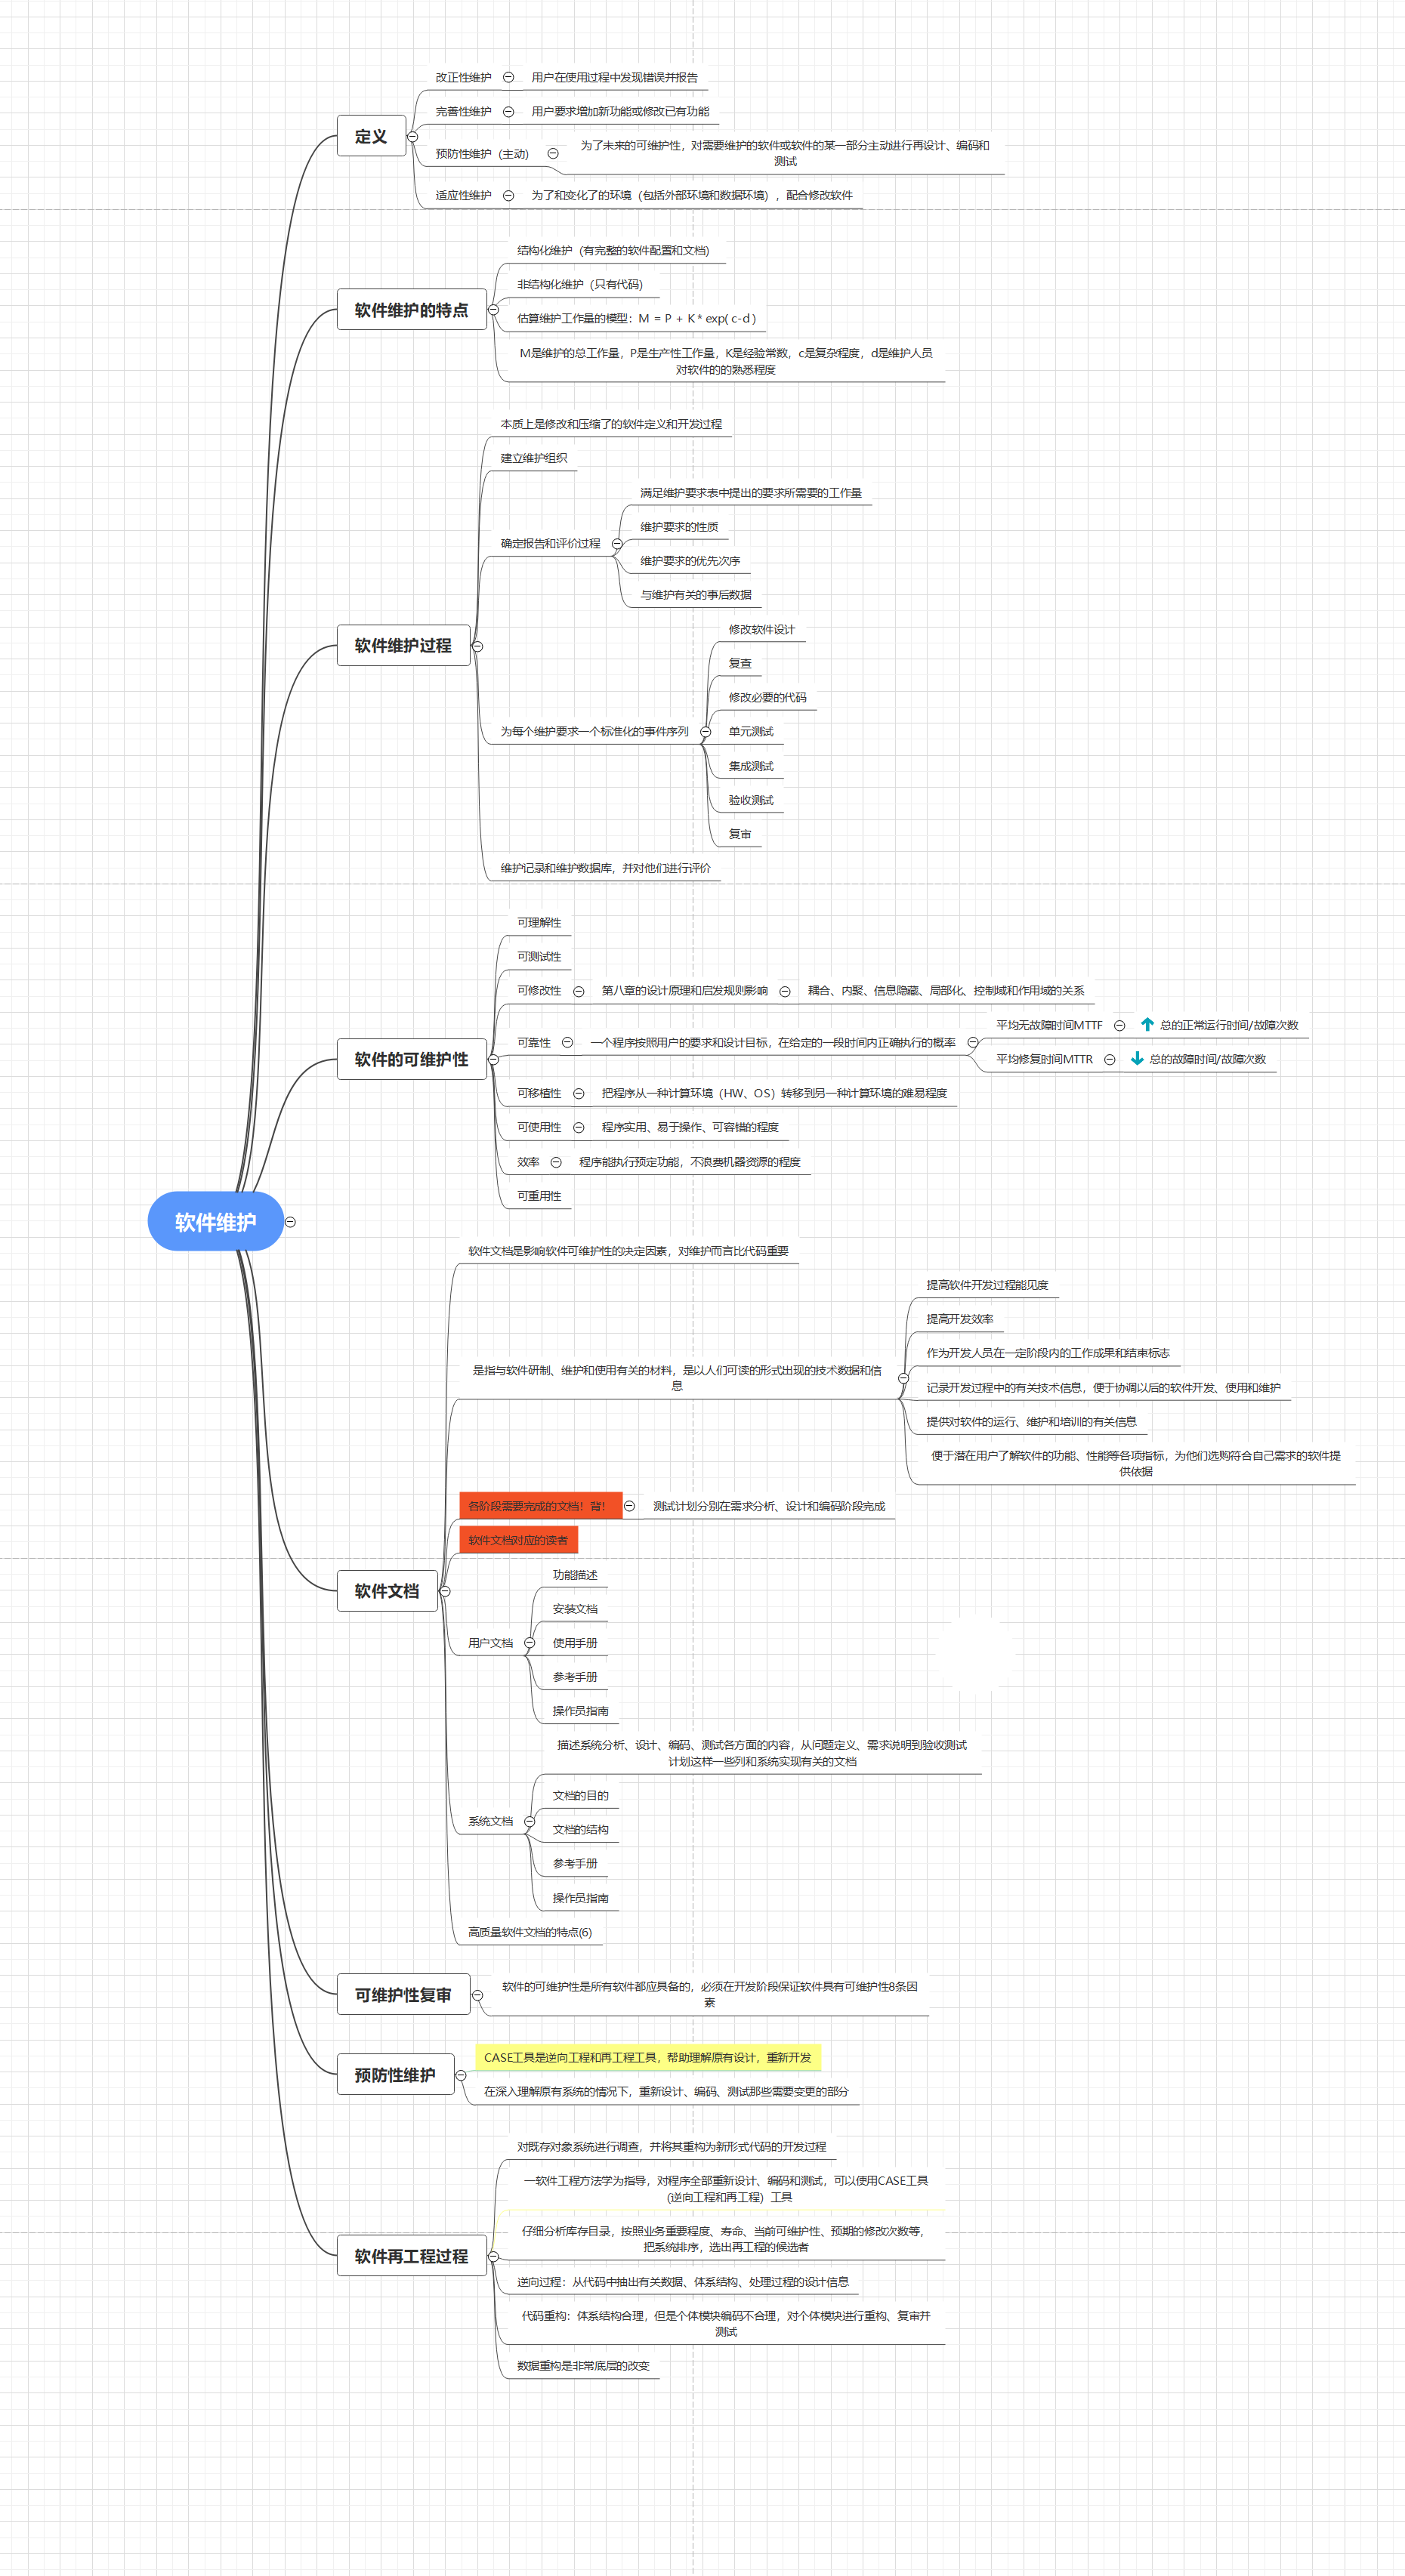 改正性维护
用户在使用过程中发现错误并报告
完善性维护
用户要求增加新功能或修改已有功能
定义
预防性维护（主动）
为了未来的可维护性，对需要维护的软件或软件的某一部分主动进行再设计、编码和
测试
适应性维护
为了和变化了的环境（包括外部环境和数据环境），配合修改软件
结构化维护（有完整的软件配置和文档）
非结构化维护（只有代码）
软件维护的特点
估算维护工作量的模型：M = P + K * exp( c-d )
M是维护的总工作量，P是生产性工作量，K是经验常数，c是复杂程度，d是维护人员
对软件的的熟悉程度
本质上是修改和压缩了的软件定义和开发过程
建立维护组织
满足维护要求表中提出的要求所需要的工作量
维护要求的性质
确定报告和评价过程
维护要求的优先次序
与维护有关的事后数据
软件维护过程
修改软件设计
复查
修改必要的代码
为每个维护要求一个标准化的事件序列
单元测试
集成测试
验收测试
复审
维护记录和维护数据库，并对他们进行评价
可理解性
可测试性
可修改性
第八章的设计原理和启发规则影响
耦合、内聚、信息隐藏、局部化、控制域和作用域的关系
软件的可维护性
可靠性
一个程序按照用户的要求和设计目标，在给定的一段时间内正确执行的概率
平均无故障时间MTTF
总的正常运行时间/故障次数
平均修复时间MTTR
总的故障时间/故障次数
可移植性
把程序从一种计算环境（HW、OS）转移到另一种计算环境的难易程度
可使用性
程序实用、易于操作、可容错的程度
效率
程序能执行预定功能，不浪费机器资源的程度
可重用性
软件维护
软件文档是影响软件可维护性的决定因素，对维护而言比代码重要
提高软件开发过程能见度
提高开发效率
作为开发人员在一定阶段内的工作成果和结束标志
是指与软件研制、维护和使用有关的材料，是以人们可读的形式出现的技术数据和信
息
记录开发过程中的有关技术信息，便于协调以后的软件开发、使用和维护
提供对软件的运行、维护和培训的有关信息
便于潜在用户了解软件的功能、性能等各项指标，为他们选购符合自己需求的软件提
供依据
各阶段需要完成的文档！背！
测试计划分别在需求分析、设计和编码阶段完成
软件文档对应的读者
软件文档
功能描述
安装文档
用户文档
使用手册
参考手册
操作员指南
描述系统分析、设计、编码、测试各方面的内容，从问题定义、需求说明到验收测试
计划这样一些列和系统实现有关的文档
文档的目的
系统文档
文档的结构
参考手册
操作员指南
高质量软件文档的特点(6)
可维护性复审
软件的可维护性是所有软件都应具备的，必须在开发阶段保证软件具有可维护性8条因
素
预防性维护
CASE工具是逆向工程和再工程工具，帮助理解原有设计，重新开发
在深入理解原有系统的情况下，重新设计、编码、测试那些需要变更的部分
对既存对象系统进行调查，并将其重构为新形式代码的开发过程
一软件工程方法学为指导，对程序全部重新设计、编码和测试，可以使用CASE工具
（逆向工程和再工程）工具
仔细分析库存目录，按照业务重要程度、寿命、当前可维护性、预期的修改次数等，
把系统排序，选出再工程的候选者
软件再工程过程
逆向过程：从代码中抽出有关数据、体系结构、处理过程的设计信息
代码重构：体系结构合理，但是个体模块编码不合理，对个体模块进行重构、复审并
测试
数据重构是非常底层的改变